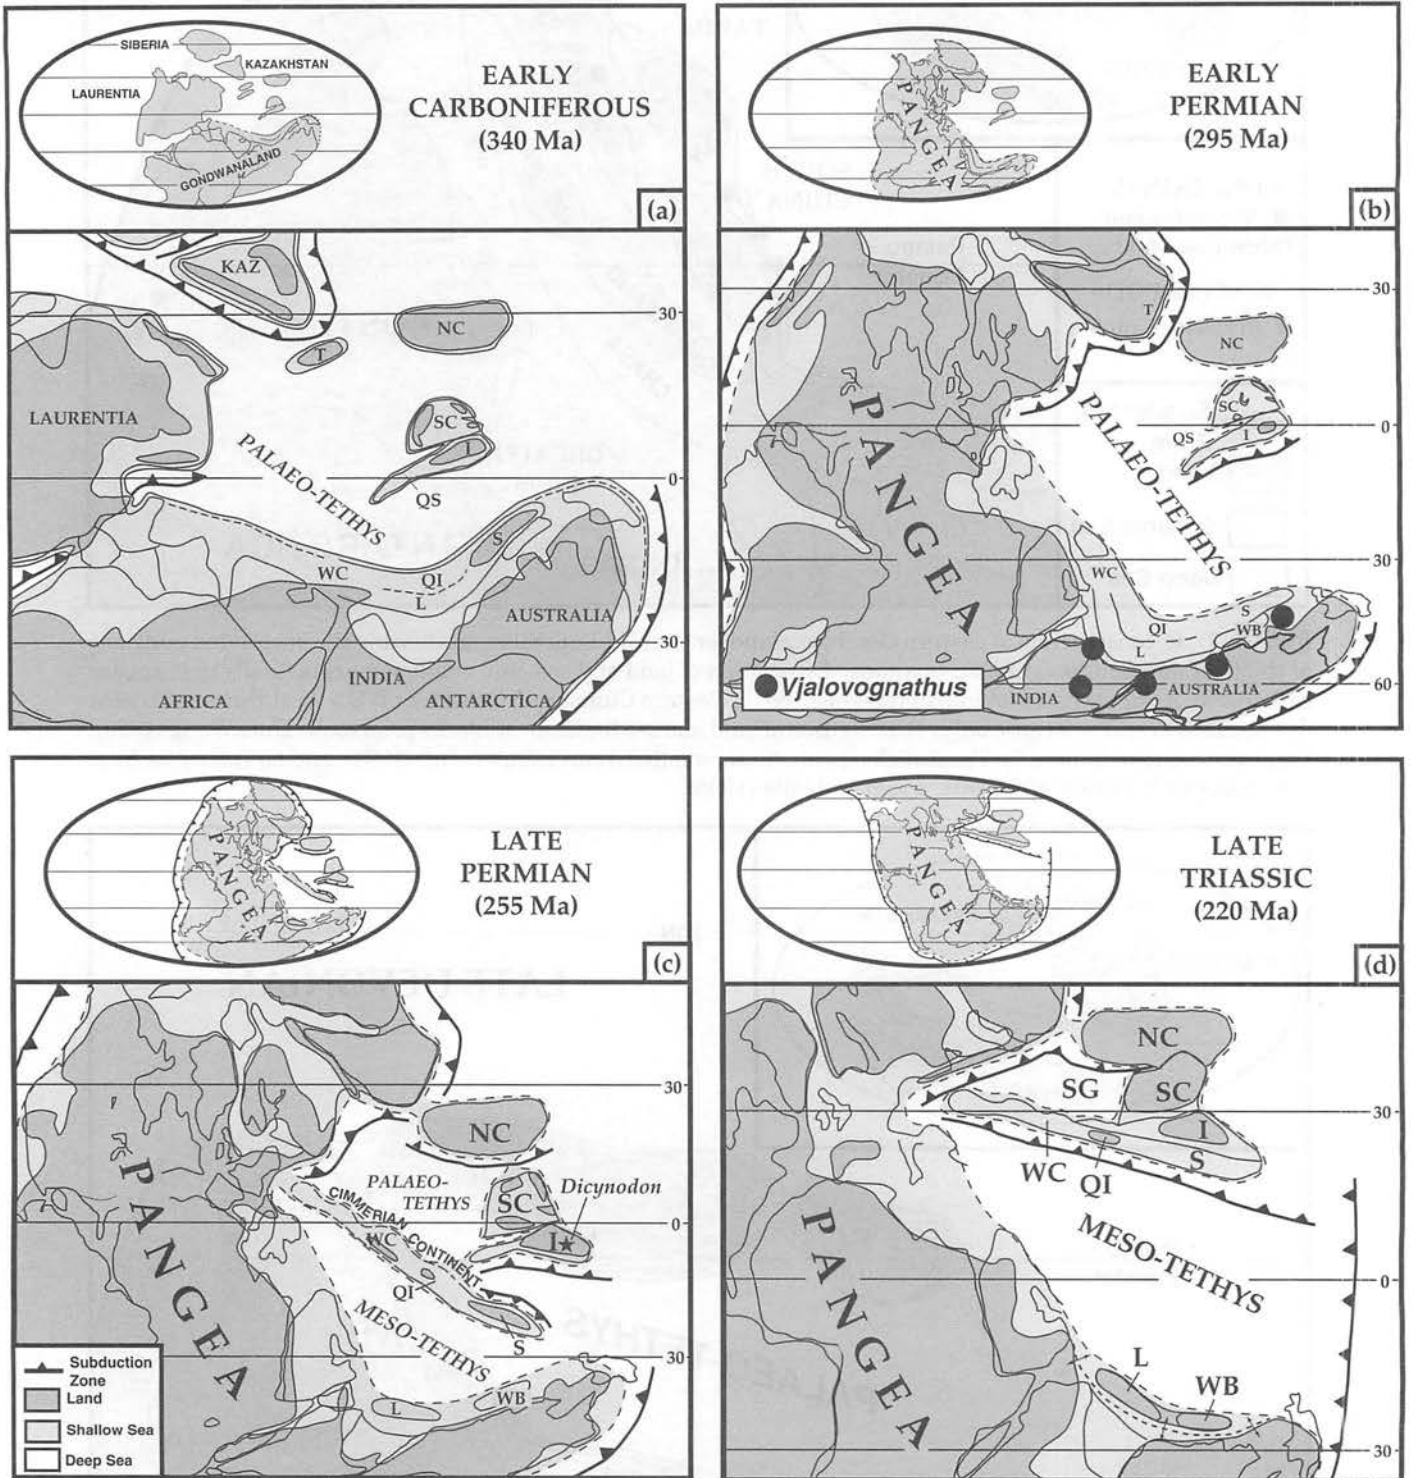 SIBERIA
KAZAKHSTAN
LAURENTIA
GONDWANALAND
EARLY
CARBONIFEROUS
(340 Ma)
(a)
KAZ
NC
30
T
LAURENTIA
SC
I
PALAEO-TETHYS
QS
0
S
WC
QI
L
AUSTRALIA
30
INDIA
AFRICA
ANTARCTICA
PANGEA
EARLY
PERMIAN
(295 Ma)
(b)
30
T
NC
PANGEA
PALAEO-TETHYS
SC
I
QS
0
30
WC
S
QI
WB
L
Vjalovognathus
INDIA
AUSTRALIA
60
PANGEA
LATE
PERMIAN
(255 Ma)
(c)
30
NC
PALAEO-
TETHYS
SC
Dicynodon
PANGEA
CIMMERIAN CONTINENT
0
WC
I
QI
MESO-TETHYS
S
30
L
WB
Subduction
Zone
Land
Shallow Sea
Deep Sea
PANGEA
LATE
TRIASSIC
(220 Ma)
(d)
NC
SG
SC
30
I
WC
QI
S
PANGEA
MESO-TETHYS
0
L
WB
30